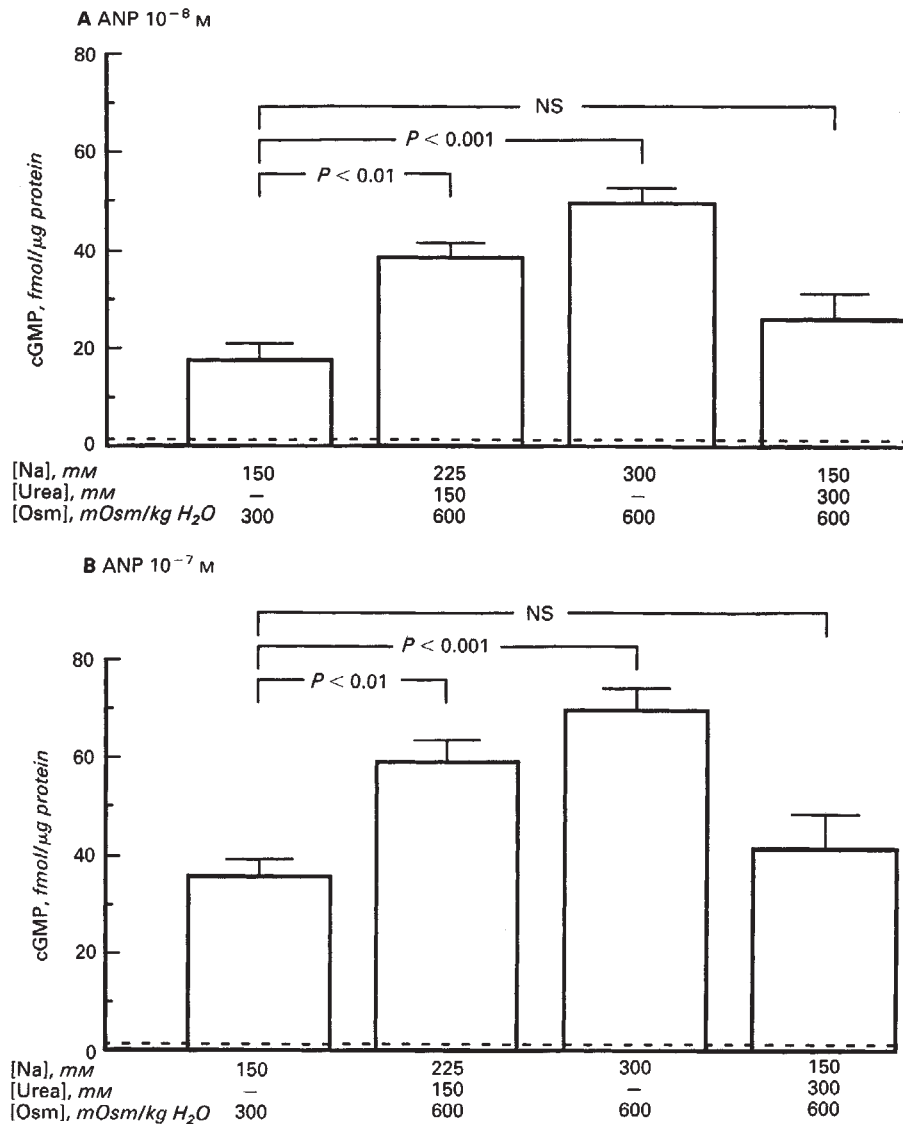 A ANP 10⁻⁸ M
80
NS
P < 0.001
60
P < 0.01
40
20
0
cGMP, fmol/μg protein
[Na], mM 150 225 300 150
[Urea], mM – 150 – 300
[Osm], mOsm/kg H₂O 300 600 600 600
B ANP 10⁻⁷ M
NS
P < 0.001
80
P < 0.01
60
40
20
0
cGMP, fmol/μg protein
[Na], mM 150 225 300 150
[Urea], mM – 150 – 300
[Osm], mOsm/kg H₂O 300 600 600 600